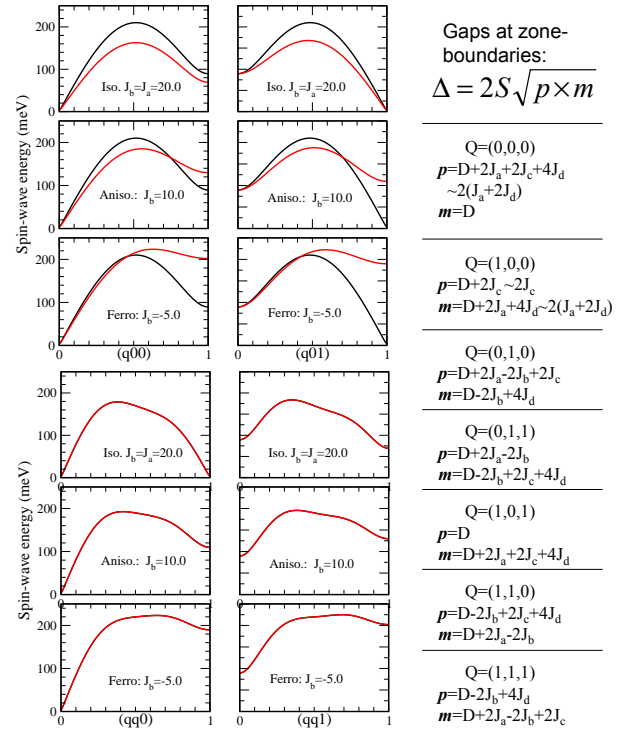 Spin-wave energy (meV)
200
100
0
Iso. J_b=J_a=20.0
Iso. J_b=J_a=20.0
200
100
0
Aniso.: J_b=10.0
Aniso.: J_b=10.0
200
100
0
Ferro: J_b=-5.0
Ferro: J_b=-5.0
0 (q00) 1
0 (q01) 1
Spin-wave energy (meV)
200
100
0
Iso. J_b=J_a=20.0
Iso. J_b=J_a=20.0
0 0 1
200
100
0
Aniso.: J_b=10.0
Aniso.: J_b=10.0
0 0 1
200
100
0
Ferro: J_b=-5.0
Ferro: J_b=-5.0
0 (qq0) 1
0 (qq1) 1
Gaps at zone-
boundaries:
Δ = 2S√p×m
Q=(0,0,0)
p=D+2J_a+2J_c+4J_d
~2(J_a+2J_d)
m=D
Q=(1,0,0)
p=D+2J_c~2J_c
m=D+2J_a+4J_d~2(J_a+2J_d)
Q=(0,1,0)
p=D+2J_a-2J_b+2J_c
m=D-2J_b+4J_d
Q=(0,1,1)
p=D+2J_a-2J_b
m=D-2J_b+2J_c+4J_d
Q=(1,0,1)
p=D
m=D+2J_a+2J_c+4J_d
Q=(1,1,0)
p=D-2J_b+2J_c+4J_d
m=D+2J_a-2J_b
Q=(1,1,1)
p=D-2J_b+4J_d
m=D+2J_a-2J_b+2J_c